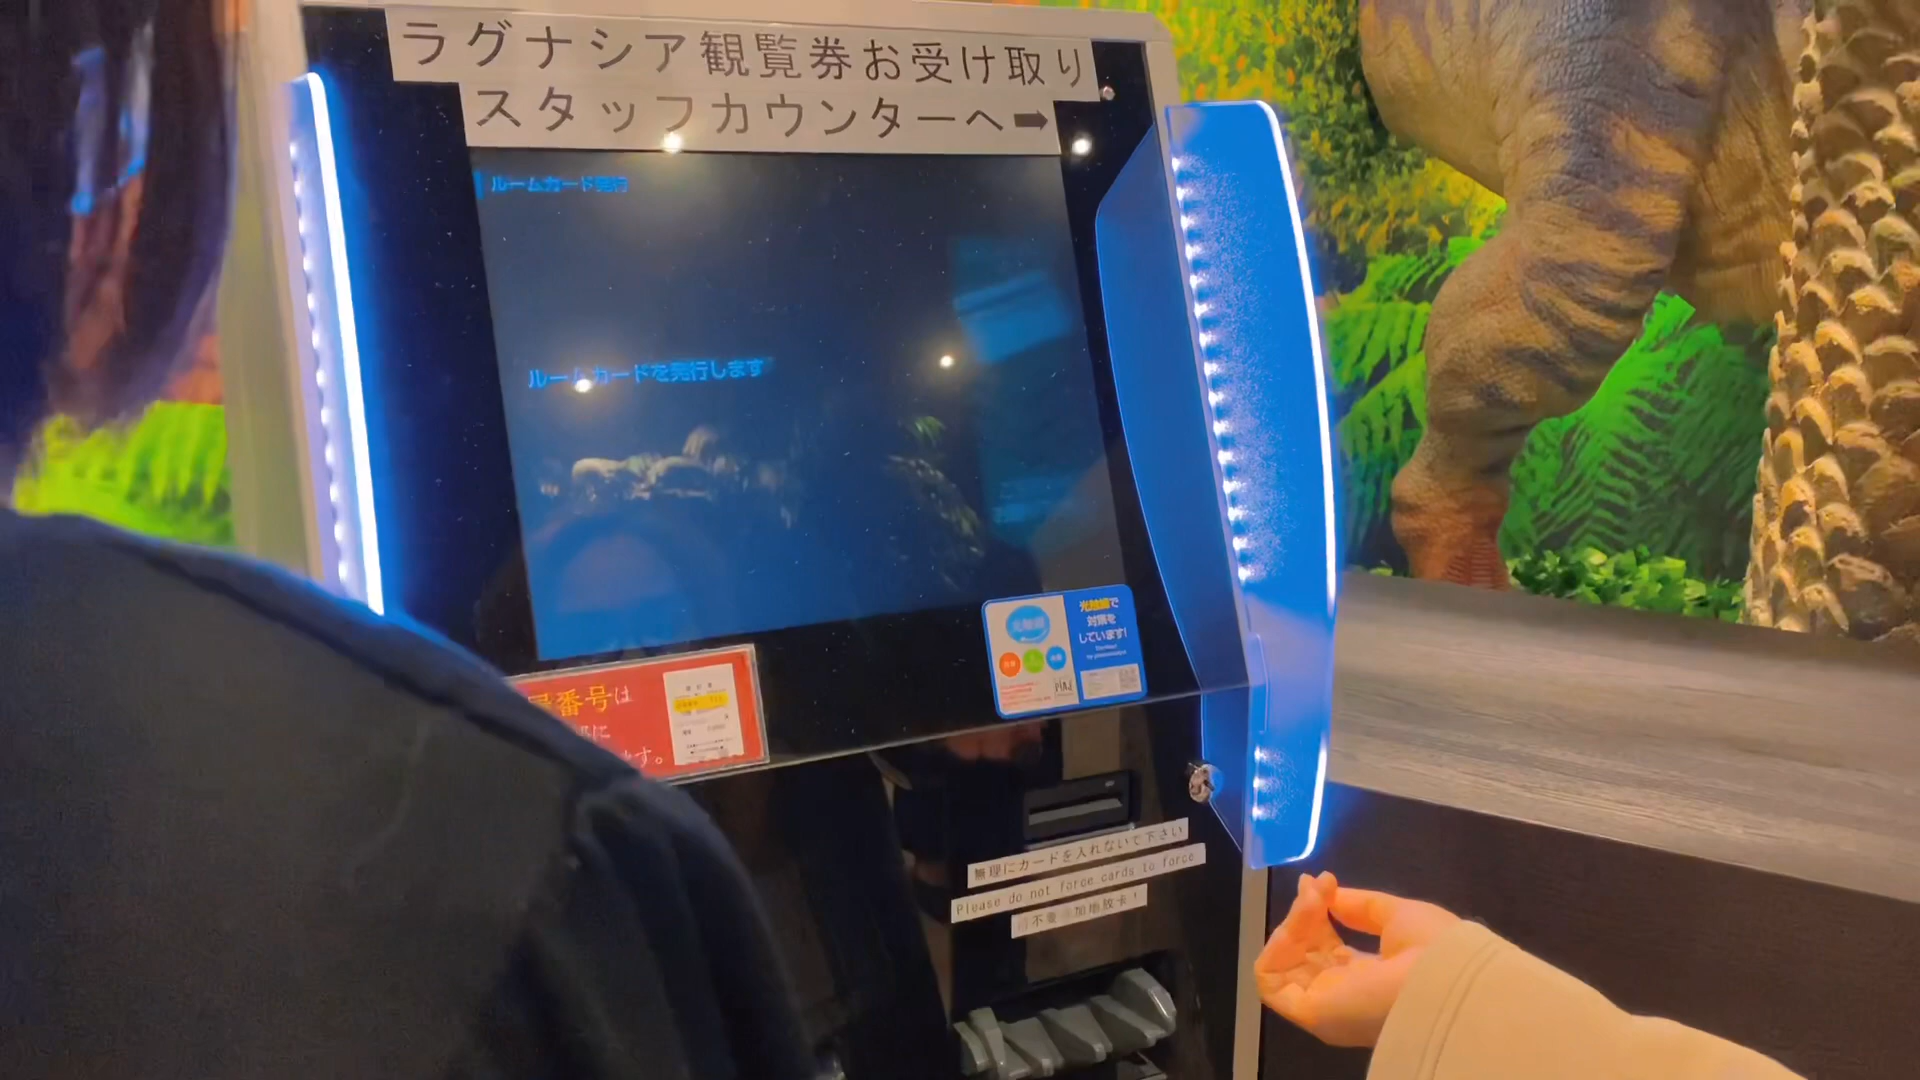 ラグナシア観覧券お受け取り
スタッフカウンターへ➡
ルームカード発行
ルームカードを発行します
番号は
に
す。
光触媒で
対策を
しています!
PIAJ
無理にカードを入れないで下さい
Please do not force cards to force